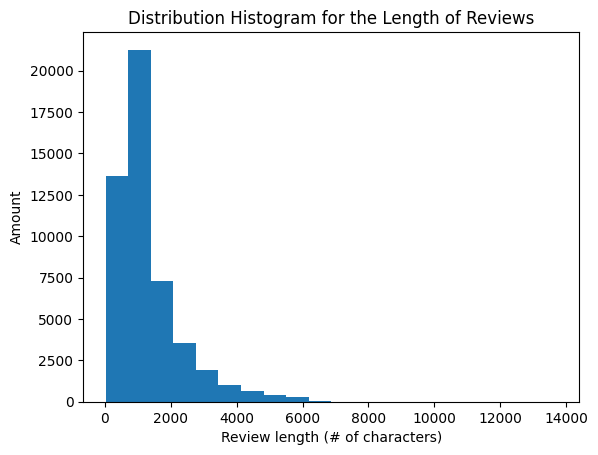 Distribution Histogram for the Length of Reviews
Amount
20000
17500
15000
12500
10000
7500
5000
2500
0
0 2000 4000 6000 8000 10000 12000 14000
Review length (# of characters)